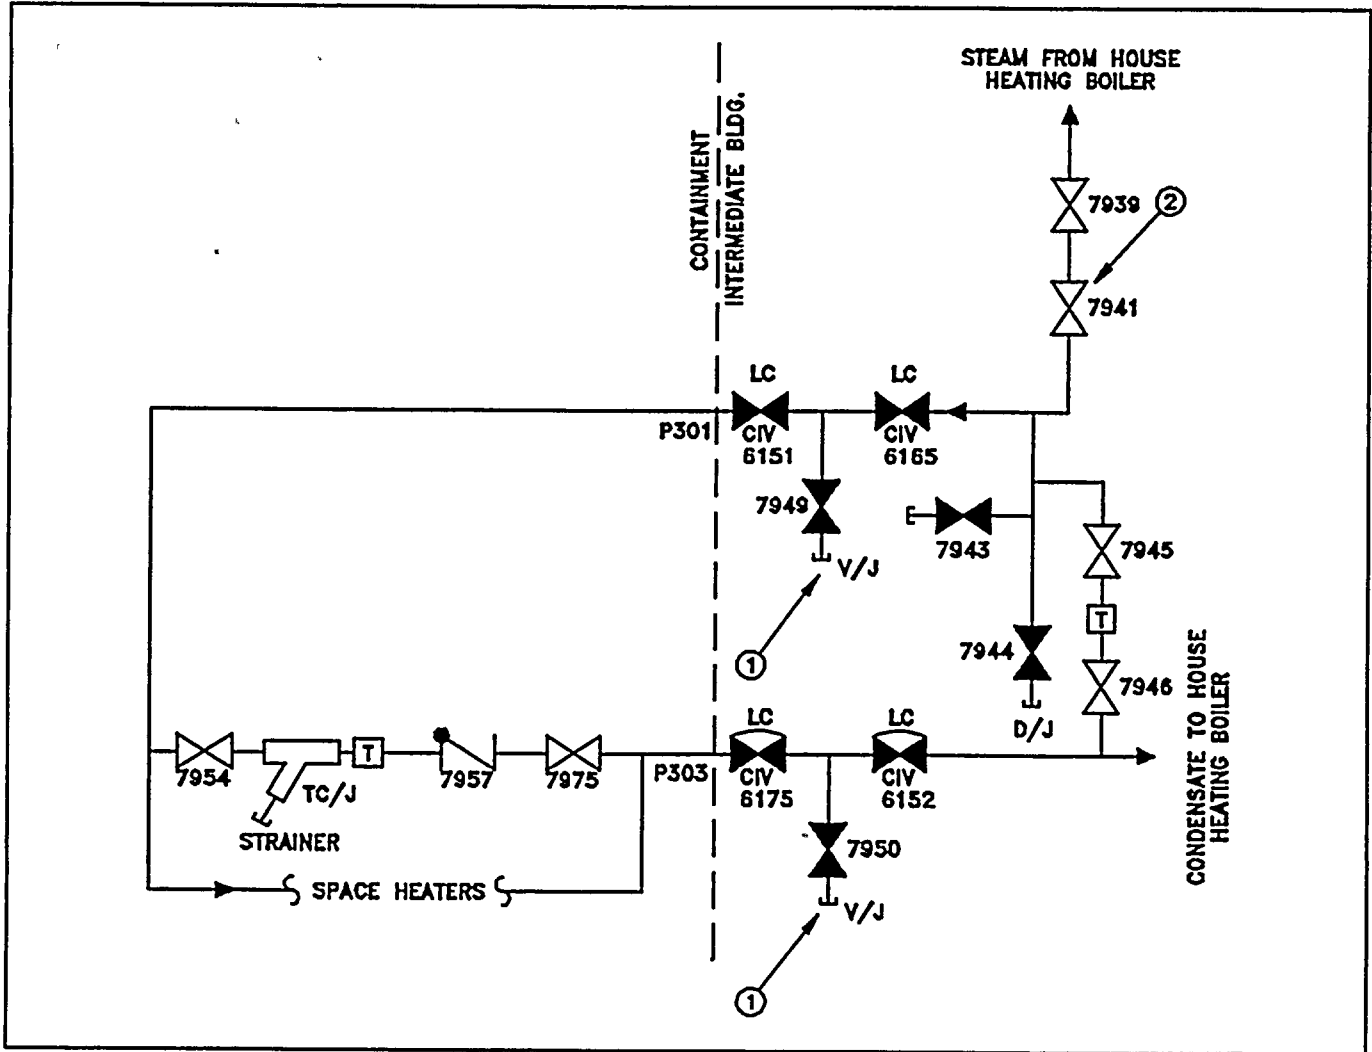 STEAM FROM HOUSE
HEATING BOILER
CONTAINMENT
INTERMEDIATE BLDG.
7939
2
7941
LC
LC
P301
CIV
6151
CIV
6165
7949
V/J
7943
7945
T
1
7944
7946
D/J
CONDENSATE TO HOUSE
HEATING BOILER
LC
LC
7954
TC/J
T
7957
7975
P303
CIV
6175
CIV
6152
STRAINER
7950
SPACE HEATERS
V/J
1